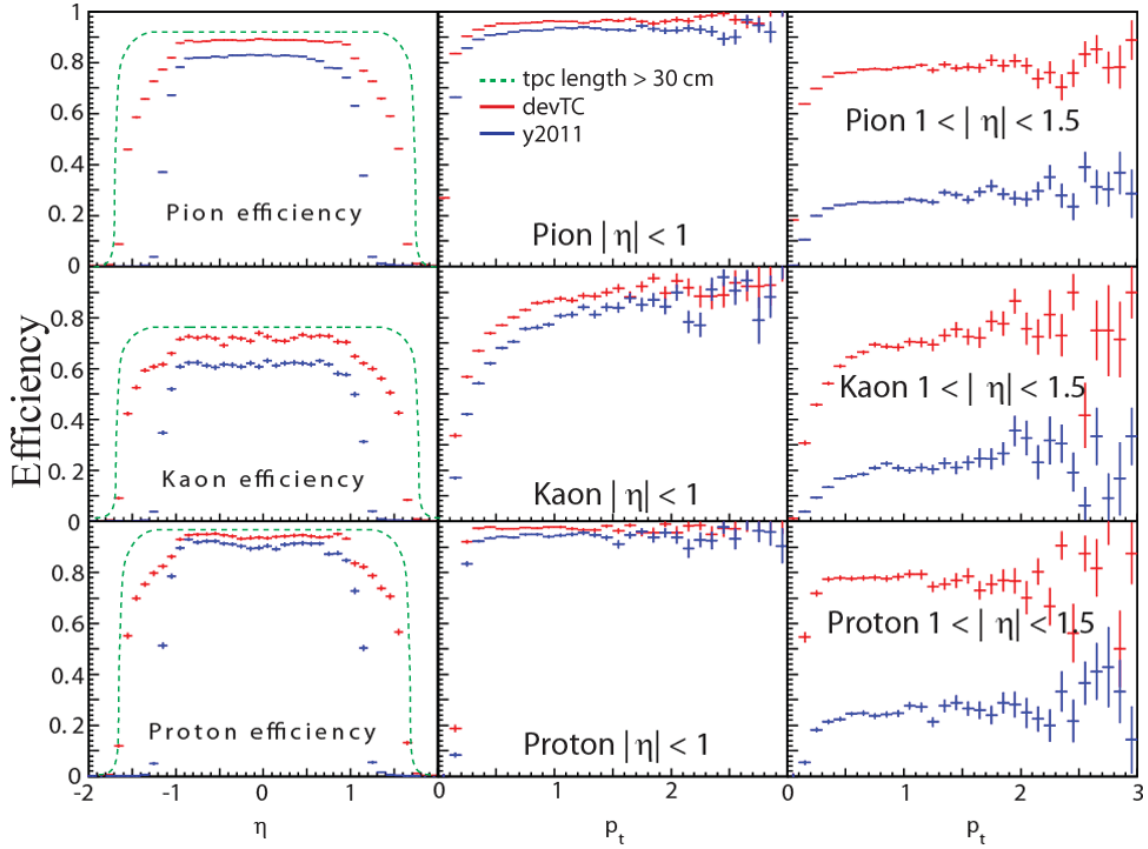 Efficiency
1
0.8
0.6
0.4
0.2
0
Pion efficiency
tpc length > 30 cm
devTC
y2011
Pion | η| < 1
Pion 1 < | η| < 1.5
0.8
0.6
0.4
0.2
0
Kaon efficiency
Kaon | η| < 1
Kaon 1 < | η| < 1.5
0.8
0.6
0.4
0.2
0
Proton efficiency
Proton | η| < 1
Proton 1 < | η| < 1.5
-2 -1 0 1 0 1 2 0 1 2 3
η p_t p_t